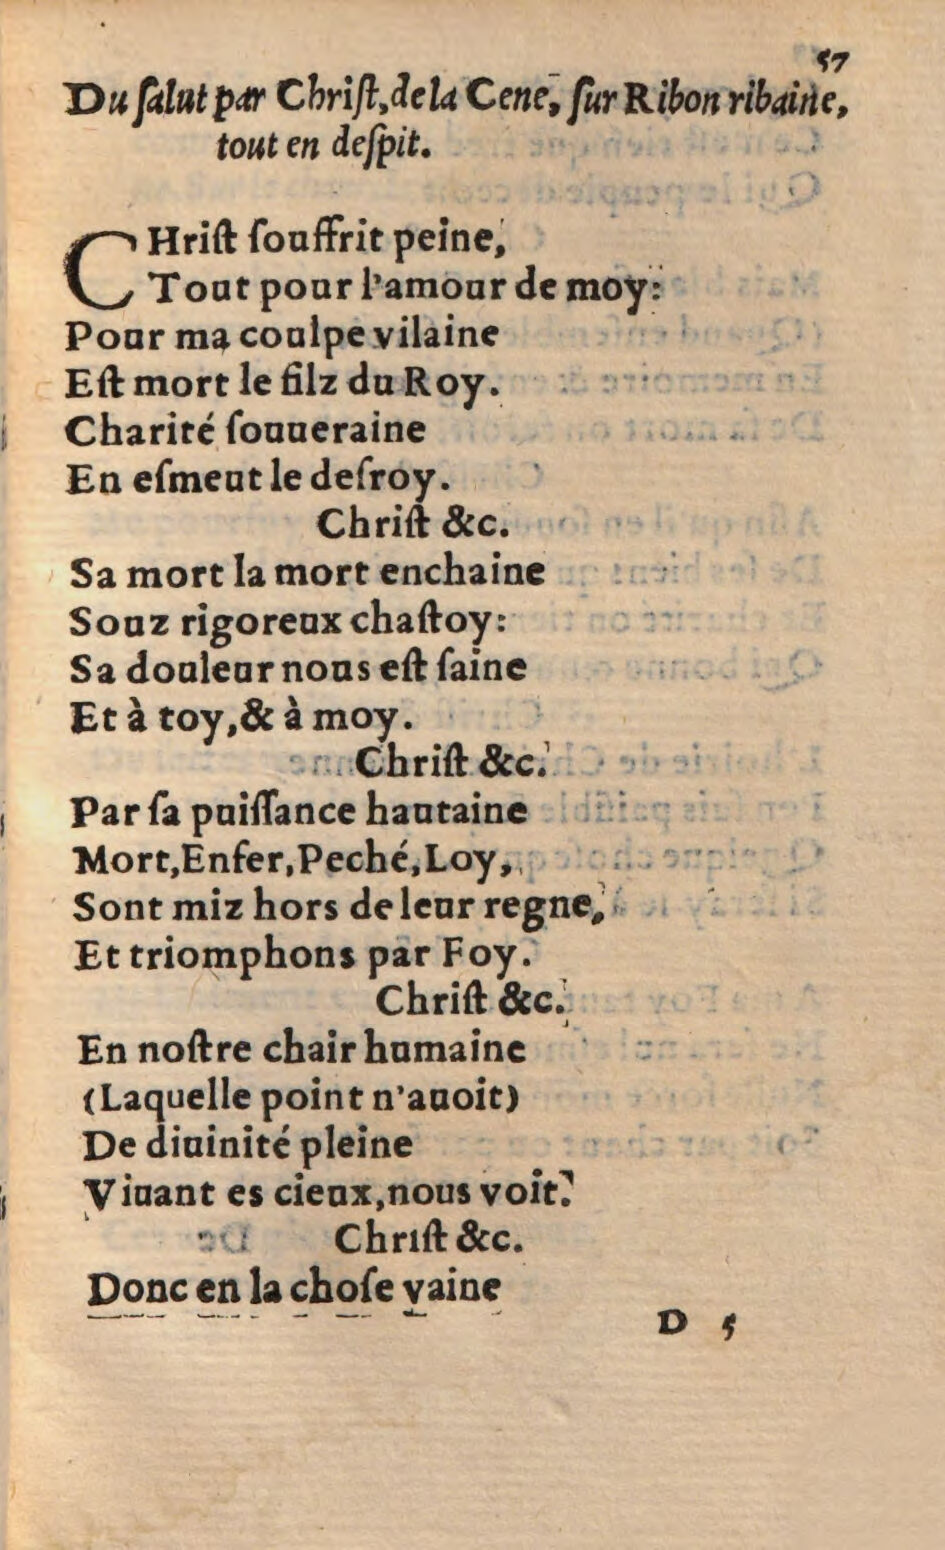 57
Du ſalut par Chriſt, de la Cene, ſur Ribon ribaine,
tout en deſpit.
CHriſt ſouffrit peine,
Tout pour l'amour de moy:
Pour ma coulpe vilaine
Eſt mort le filz du Roy.
Charité ſouueraine
En eſmeut le deſroy.
Chriſt &c.
Sa mort la mort enchaine
Souz rigoreux chaſtoy:
Sa douleur nous eſt ſaine
Et à toy, & à moy.
Chriſt &c.
Par ſa puiſſance hautaine
Mort, Enfer, Peché, Loy,
Sont miz hors de leur regne,
Et triomphons par Foy.
Chriſt &c.
En noſtre chair humaine
(Laquelle point n'auoit)
De diuinité pleine
Viuant es cieux, nous voit.
Chriſt &c.
Donc en la choſe vaine
D 5